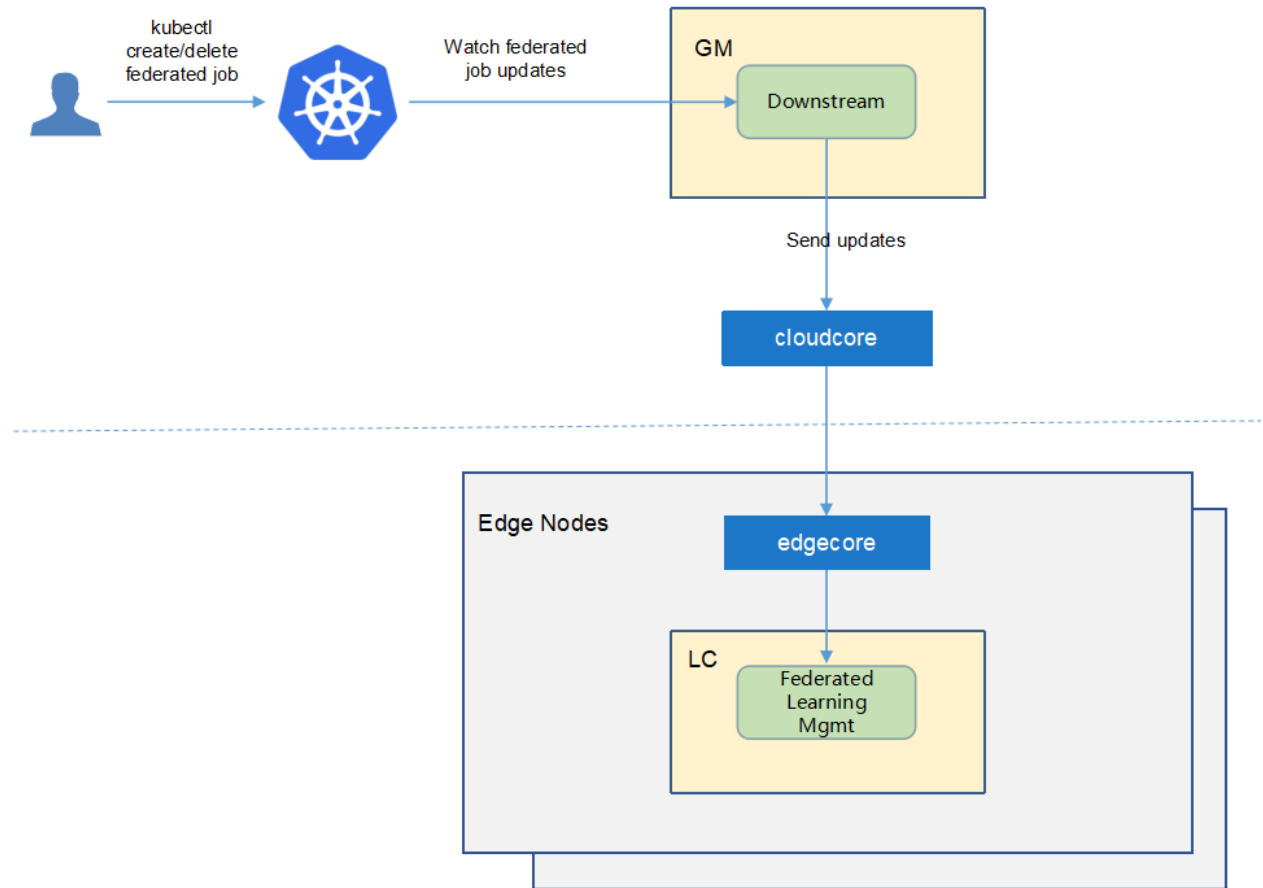 kubectl
create/delete
federated job
Watch federated
job updates
GM
Downstream
Send updates
cloudcore
Edge Nodes
edgecore
LC
Federated
Learning
Mgmt